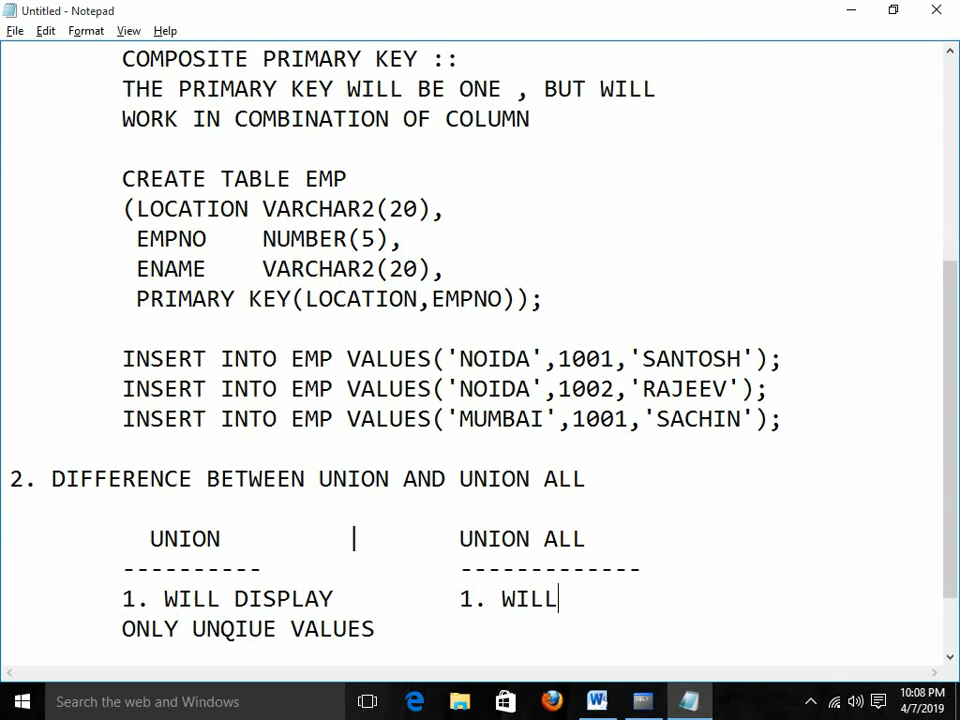 Untitled - Notepad
File Edit Format View Help
COMPOSITE PRIMARY KEY ::
THE PRIMARY KEY WILL BE ONE , BUT WILL
WORK IN COMBINATION OF COLUMN
CREATE TABLE EMP
(LOCATION VARCHAR2(20),
EMPNO NUMBER(5),
ENAME VARCHAR2(20),
PRIMARY KEY(LOCATION,EMPNO));
INSERT INTO EMP VALUES('NOIDA',1001,'SANTOSH');
INSERT INTO EMP VALUES('NOIDA',1002,'RAJEEV');
INSERT INTO EMP VALUES('MUMBAI',1001,'SACHIN');
2. DIFFERENCE BETWEEN UNION AND UNION ALL
UNION | UNION ALL
---------- -------------
1. WILL DISPLAY 1. WILL
ONLY UNQIUE VALUES
Search the web and Windows
10:08 PM
4/7/2019